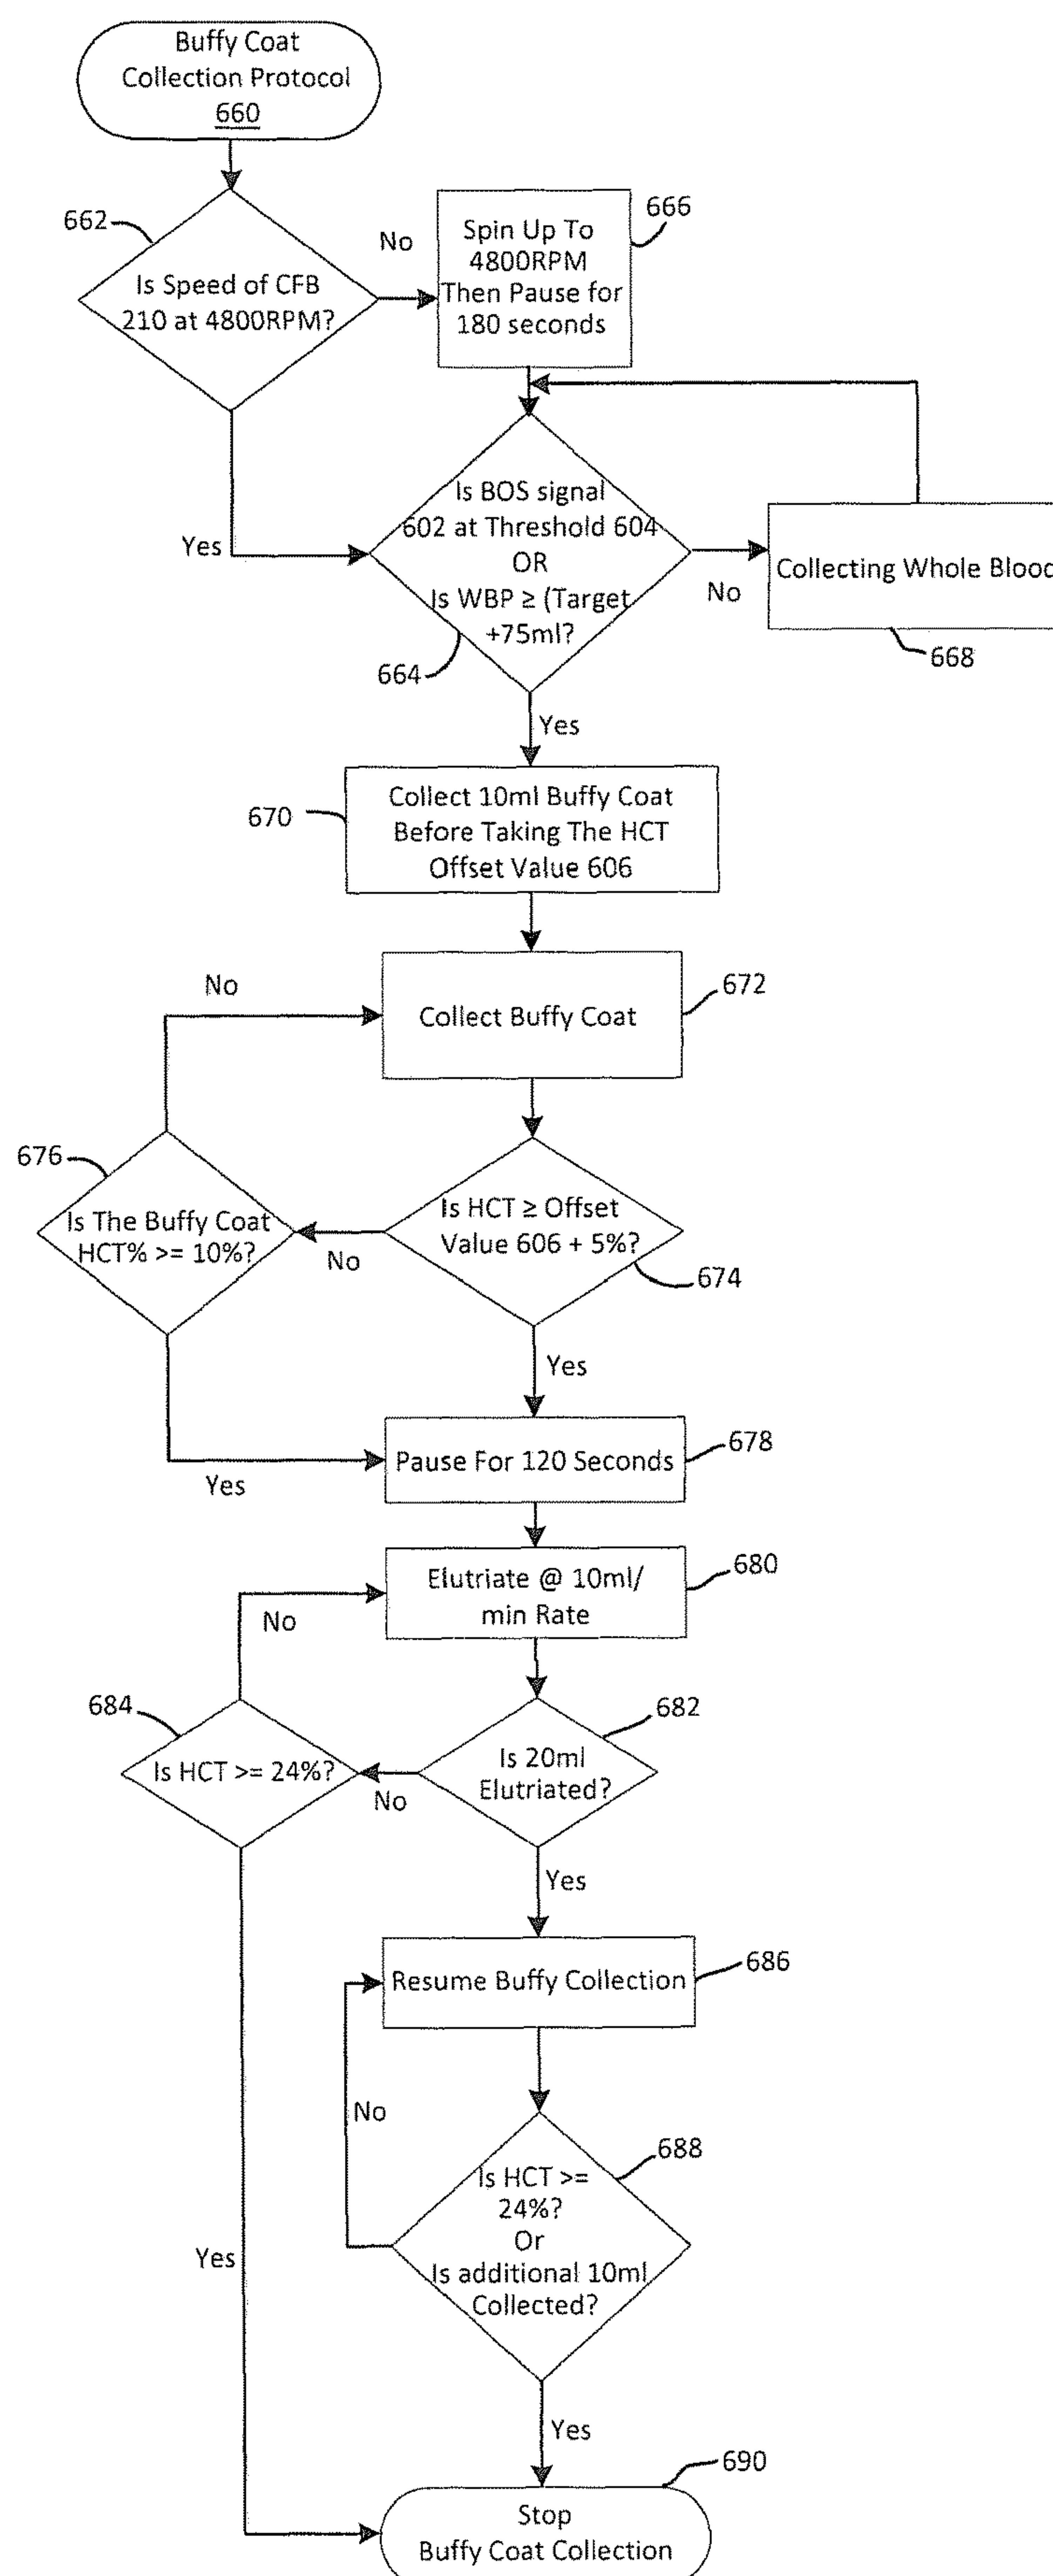 Buffy Coat
Collection Protocol
660
662
Is Speed of CFB
210 at 4800RPM?
No
Spin Up To
4800RPM
Then Pause for
180 seconds
666
Yes
Is BOS signal
602 at Threshold 604
OR
Is WBP ≥ (Target
+75ml?
664
No
Collecting Whole Blood
668
Yes
670
Collect 10ml Buffy Coat
Before Taking The HCT
Offset Value 606
No
Collect Buffy Coat
672
676
Is The Buffy Coat
HCT% >= 10%?
No
Is HCT ≥ Offset
Value 606 + 5%?
674
Yes
Yes
Pause For 120 Seconds
678
No
Elutriate @ 10ml/
min Rate
680
684
Is HCT >= 24%?
No
Is 20ml
Elutriated?
682
Yes
Resume Buffy Collection
686
No
Is HCT >=
24%?
Or
Is additional 10ml
Collected?
688
Yes
Yes
690
Stop
Buffy Coat Collection